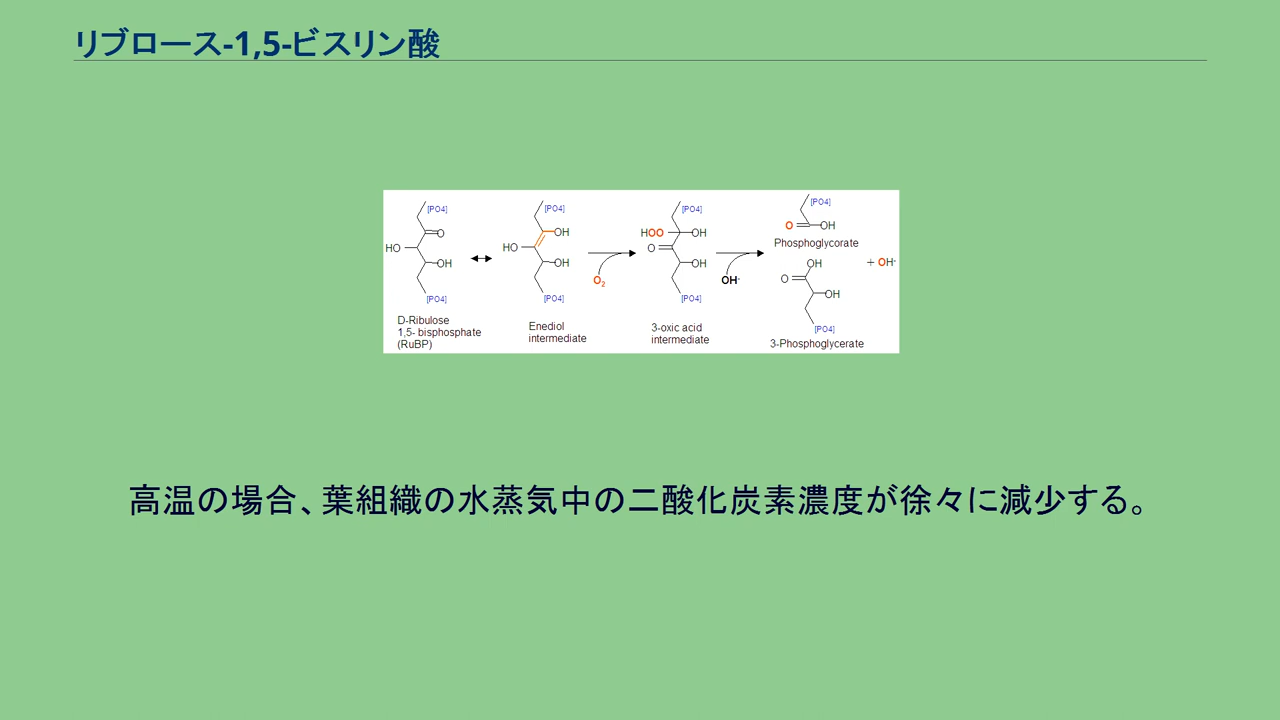 リブロース-1,5-ビスリン酸
[PO4] [PO4] [PO4] [PO4]
O OH HOO OH O OH
HO HO O Phosphoglycorate
OH OH OH OH + OH-
O2 OH- O OH
[PO4] [PO4] [PO4] [PO4]
D-Ribulose
1,5- bisphosphate
(RuBP)
Enediol
intermediate
3-oxic acid
intermediate
3-Phosphoglycerate
高温の場合、葉組織の水蒸気中の二酸化炭素濃度が徐々に減少する。